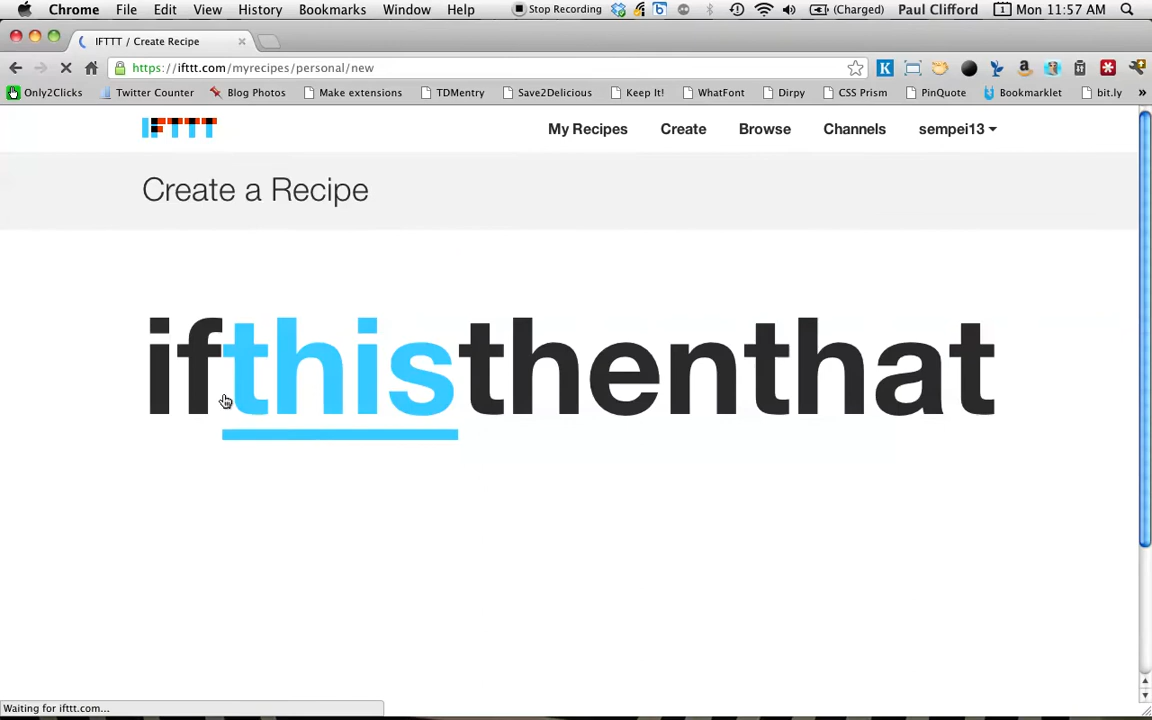 Chrome File Edit View History Bookmarks Window Help Stop Recording (Charged) Paul Clifford 1 Mon 11:57 AM
IFTTT / Create Recipe
https://ifttt.com/myrecipes/personal/new
Only2Clicks Twitter Counter Blog Photos Make extensions TDMentry Save2Delicious Keep It! WhatFont Dirpy CSS Prism PinQuote Bookmarklet bit.ly »
IFTTT My Recipes Create Browse Channels sempei13
Create a Recipe
ifthisthenthat
Waiting for ifttt.com...